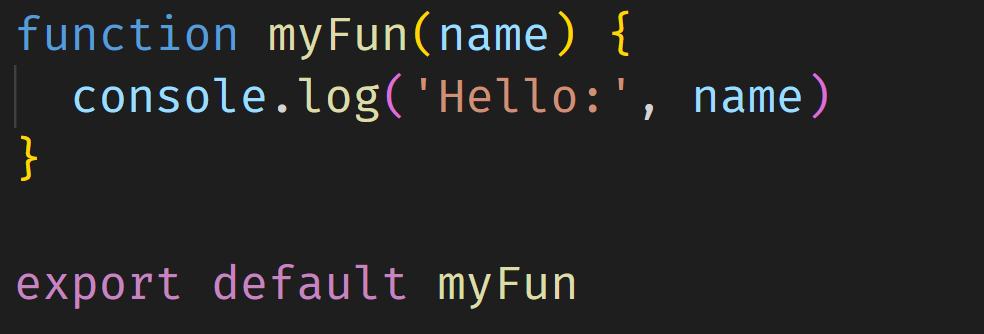 function myFun(name) {
  console.log('Hello:', name)
}
export default myFun